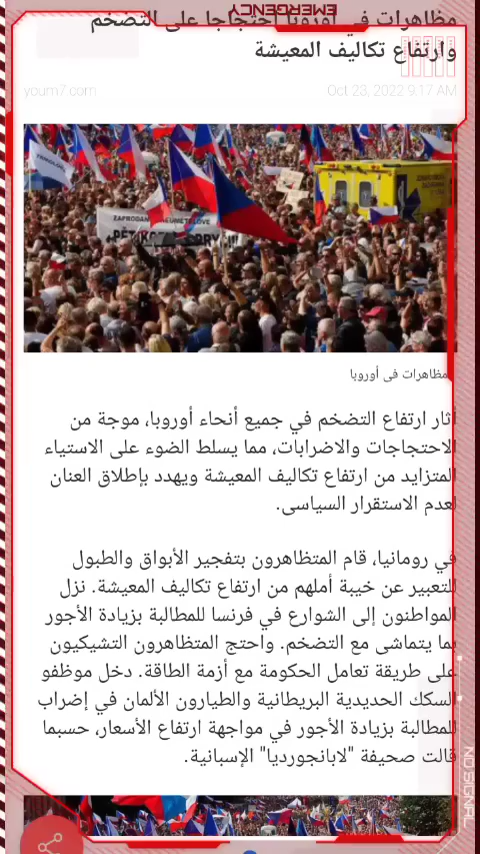 EMERGENCY
مظاهرات في أوروبا احتجاجا على التضخم
وارتفاع تكاليف المعيشة
youm7.com
Oct 23, 2022 9:17 AM
ZAPRODANOU
مظاهرات فى أوروبا
أثار ارتفاع التضخم في جميع أنحاء أوروبا، موجة من
الاحتجاجات والاضرابات، مما يسلط الضوء على الاستياء
المتزايد من ارتفاع تكاليف المعيشة ويهدد بإطلاق العنان
لعدم الاستقرار السياسى.
في رومانيا، قام المتظاهرون بتفجير الأبواق والطبول
للتعبير عن خيبة أملهم من ارتفاع تكاليف المعيشة. نزل
المواطنون إلى الشوارع في فرنسا للمطالبة بزيادة الأجور
بما يتماشى مع التضخم. واحتج المتظاهرون التشيكيون
على طريقة تعامل الحكومة مع أزمة الطاقة. دخل موظفو
السكك الحديدية البريطانية والطيارون الألمان في إضراب
للمطالبة بزيادة الأجور في مواجهة ارتفاع الأسعار، حسبما
قالت صحيفة "لابانجورديا" الإسبانية.
NO SIGNAL